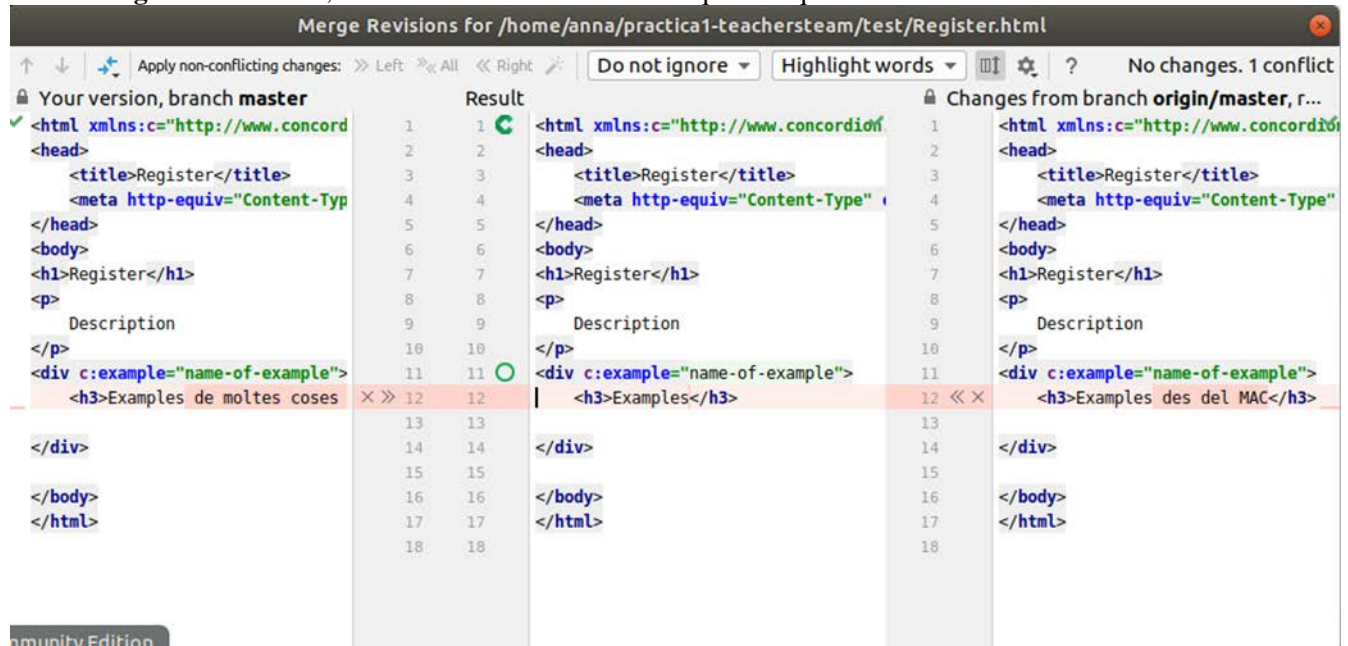 Merge Revisions for /home/anna/practica1-teachersteam/test/Register.html
Apply non-conflicting changes: >> Left >>« All « Right Do not ignore Highlight words ? No changes. 1 conflict
Your version, branch master Result Changes from branch origin/master, r...
<html xmlns:c="http://www.concord 1 1 <html xmlns:c="http://www.concordion. 1 <html xmlns:c="http://www.concordion
<head> 2 2 <head> 2 <head>
<title>Register</title> 3 3 <title>Register</title> 3 <title>Register</title>
<meta http-equiv="Content-Typ 4 4 <meta http-equiv="Content-Type" 4 <meta http-equiv="Content-Type"
</head> 5 5 </head> 5 </head>
<body> 6 6 <body> 6 <body>
<h1>Register</h1> 7 7 <h1>Register</h1> 7 <h1>Register</h1>
<p> 8 8 <p> 8 <p>
Description 9 9 Description 9 Description
</p> 10 10 </p> 10 </p>
<div c:example="name-of-example"> 11 11 <div c:example="name-of-example"> 11 <div c:example="name-of-example">
<h3>Examples de moltes coses × >> 12 12 <h3>Examples</h3> 12 « × <h3>Examples des del MAC</h3>
13 13 13
</div> 14 14 </div> 14 </div>
15 15 15
</body> 16 16 </body> 16 </body>
</html> 17 17 </html> 17 </html>
18 18 18
Edition